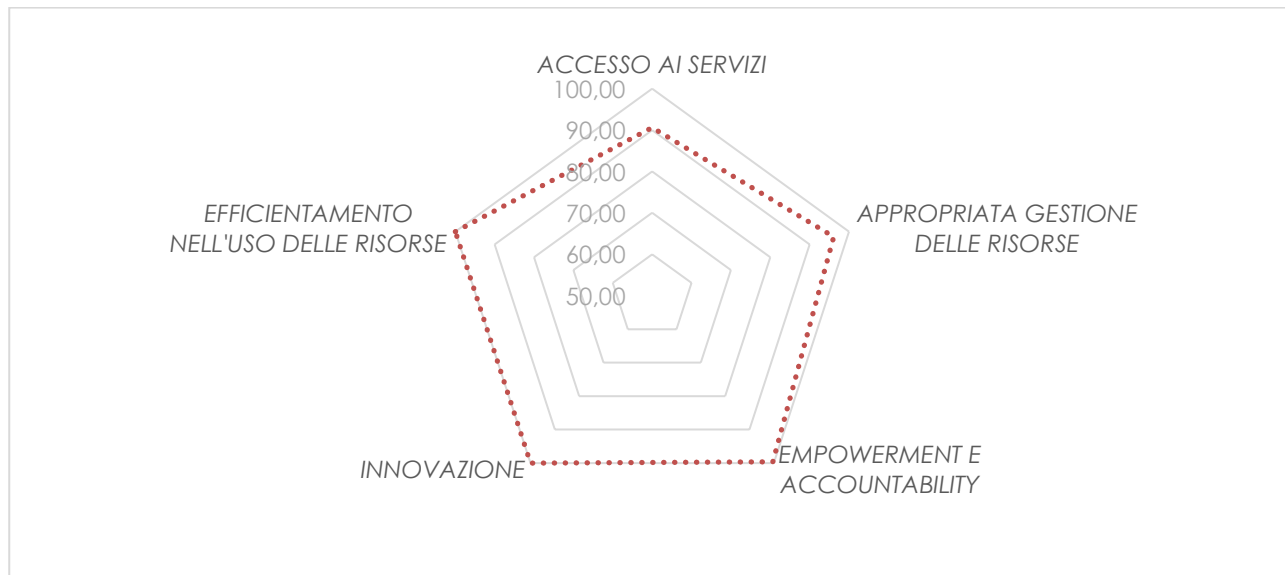 ACCESSO AI SERVIZI
100,00
90,00
80,00
70,00
60,00
50,00
APPROPRIATA GESTIONE
DELLE RISORSE
EMPOWERMENT E
ACCOUNTABILITY
INNOVAZIONE
EFFICIENTAMENTO
NELL'USO DELLE RISORSE